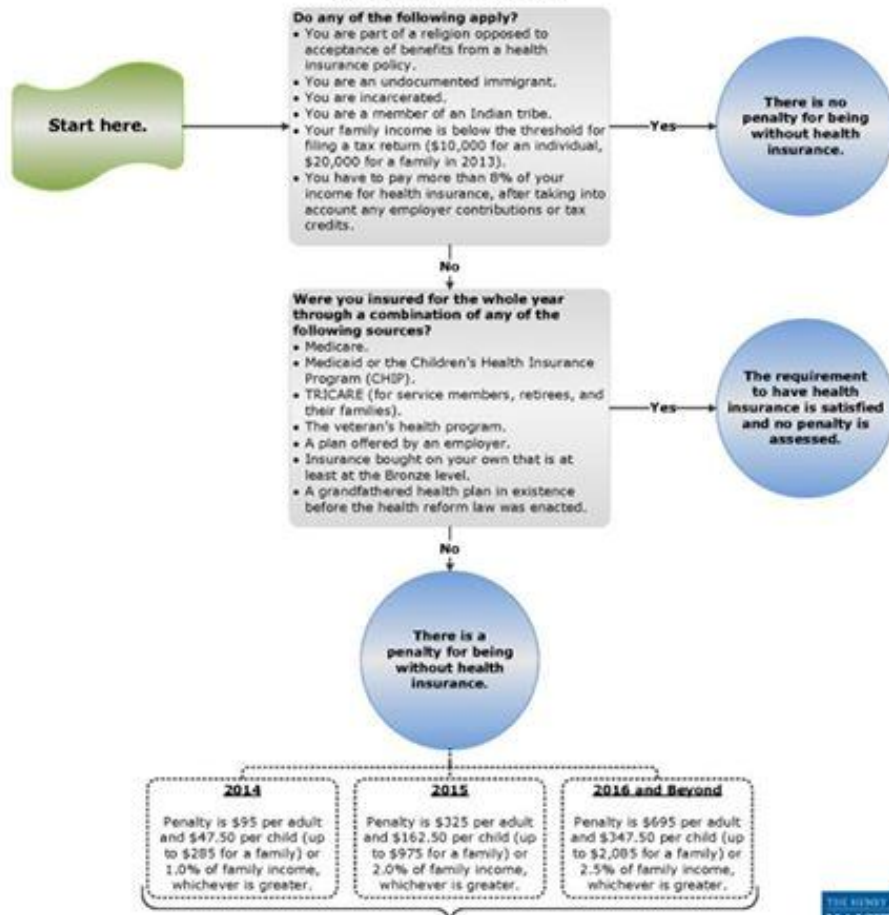 Start here.
Do any of the following apply?
• You are part of a religion opposed to
acceptance of benefits from a health
insurance policy.
• You are an undocumented immigrant.
• You are incarcerated.
• You are a member of an Indian tribe.
• Your family income is below the threshold for
filing a tax return ($10,000 for an individual,
$20,000 for a family in 2013).
• You have to pay more than 8% of your
income for health insurance, after taking into
account any employer contributions or tax
credits.
Yes
There is no
penalty for being
without health
insurance.
No
Were you insured for the whole year
through a combination of any of the
following sources?
• Medicare.
• Medicaid or the Children's Health Insurance
Program (CHIP).
• TRICARE (for service members, retirees, and
their families).
• The veteran's health program.
• A plan offered by an employer.
• Insurance bought on your own that is at
least at the Bronze level.
• A grandfathered health plan in existence
before the health reform law was enacted.
Yes
The requirement
to have health
insurance is satisfied
and no penalty is
assessed.
No
There is a
penalty for being
without health
insurance.
2014
Penalty is $95 per adult
and $47.50 per child (up
to $285 for a family) or
1.0% of family income,
whichever is greater.
2015
Penalty is $325 per adult
and $162.50 per child (up
to $975 for a family) or
2.0% of family income,
whichever is greater.
2016 and Beyond
Penalty is $695 per adult
and $347.50 per child (up
to $2,085 for a family) or
2.5% of family income,
whichever is greater.
THE HENRY